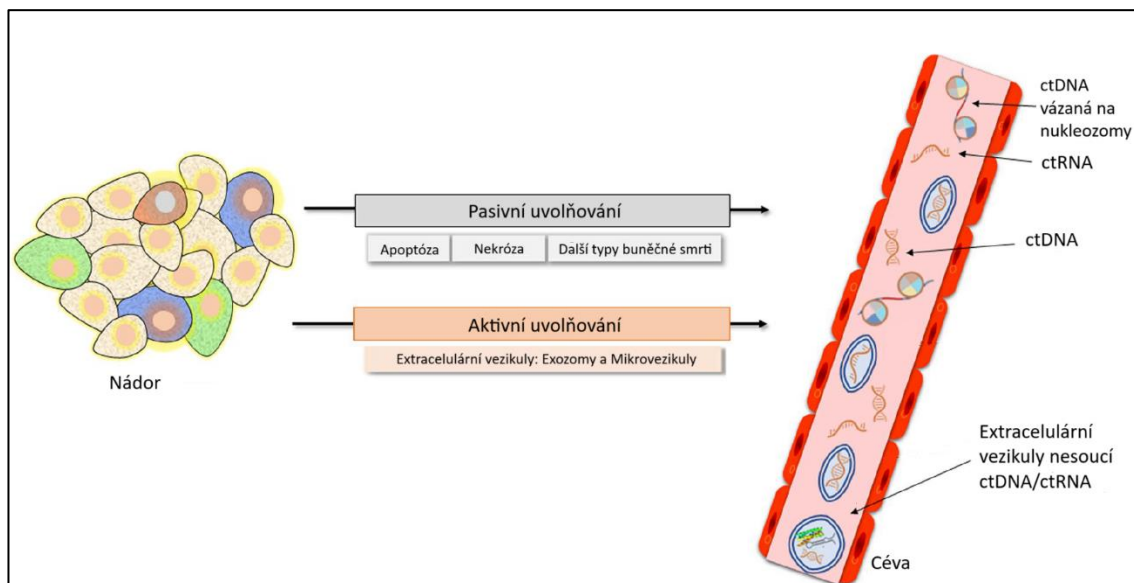 ctDNA
vázaná na
nukleozomy
ctRNA
Pasivní uvolňování
Apoptóza
Nekróza
Další typy buněčné smrti
ctDNA
Aktivní uvolňování
Extracelulární vezikuly: Exozomy a Mikrovezikuly
Nádor
Extracelulární
vezikuly nesoucí
ctDNA/ctRNA
Céva